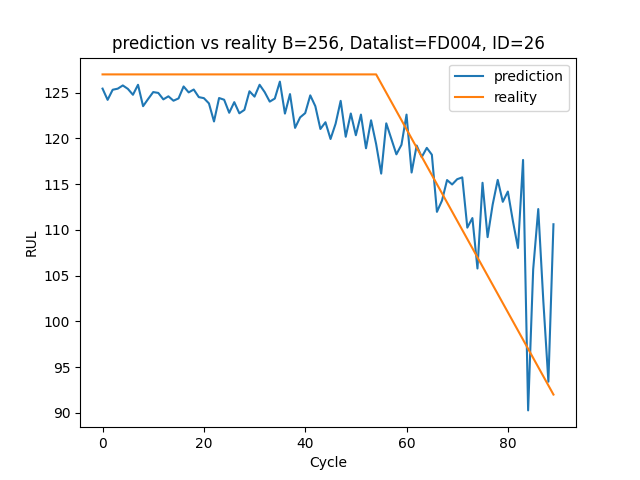 prediction vs reality B=256, Datalist=FD004, ID=26
prediction
reality
RUL
125
120
115
110
105
100
95
90
0 20 40 60 80
Cycle